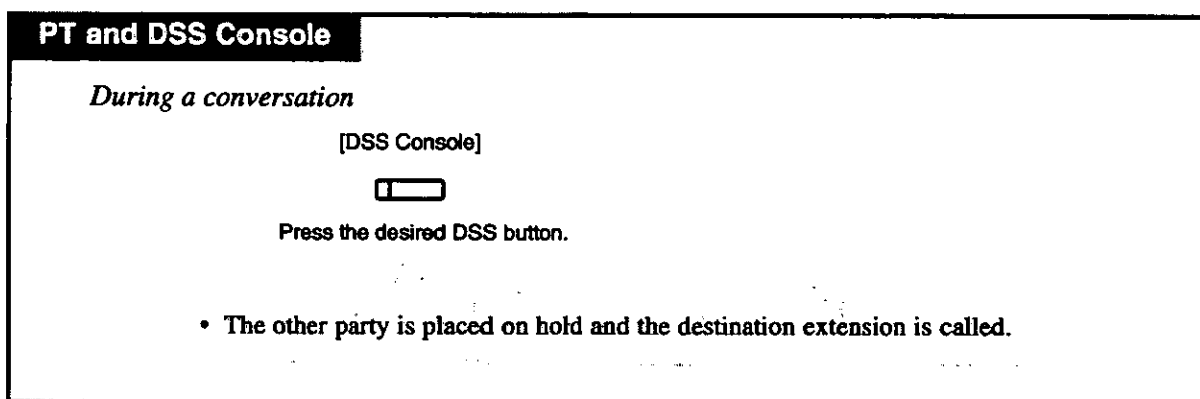 PT and DSS Console
During a conversation
[DSS Console]
Press the desired DSS button.
• The other party is placed on hold and the destination extension is called.